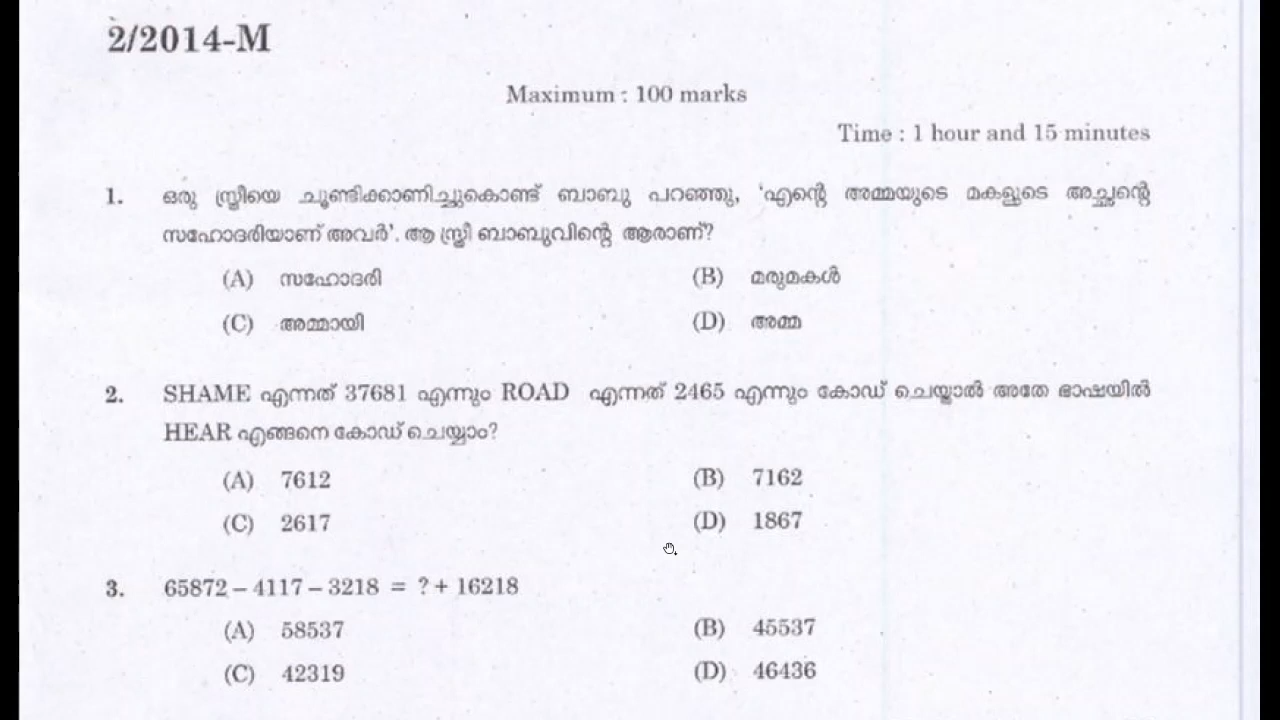 2/2014-M
Maximum : 100 marks
Time : 1 hour and 15 minutes
1. ഒരു സ്ത്രീയെ ചൂണ്ടിക്കാണിച്ചുകൊണ്ട് ബാബു പറഞ്ഞു, ‘എന്റെ അമ്മയുടെ മകളുടെ അച്ഛന്റെ
സഹോദരിയാണ് അവർ’. ആ സ്ത്രീ ബാബുവിന്റെ ആരാണ്?
(A) സഹോദരി (B) മരുമകൾ
(C) അമ്മായി (D) അമ്മ
2. SHAME എന്നത് 37681 എന്നും ROAD എന്നത് 2465 എന്നും കോഡ് ചെയ്താൽ അതേ ഭാഷയിൽ
HEAR എങ്ങനെ കോഡ് ചെയ്യാം?
(A) 7612 (B) 7162
(C) 2617 (D) 1867
3. 65872 – 4117 – 3218 = ? + 16218
(A) 58537 (B) 45537
(C) 42319 (D) 46436